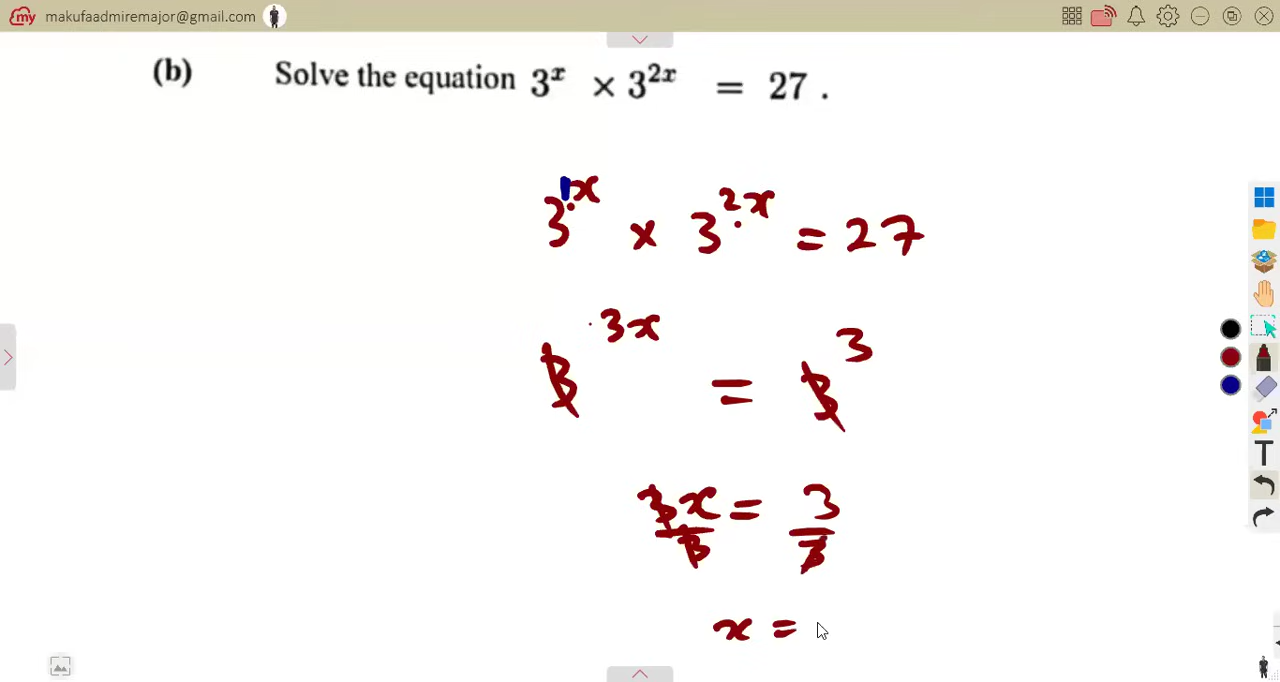 my makufaadmiremajor@gmail.com
(b) Solve the equation 3^x × 3^{2x} = 27 .
3^{1x} × 3^{2x} = 27
3^{3x} = 3^3
3x/3 = 3/3
x =
T